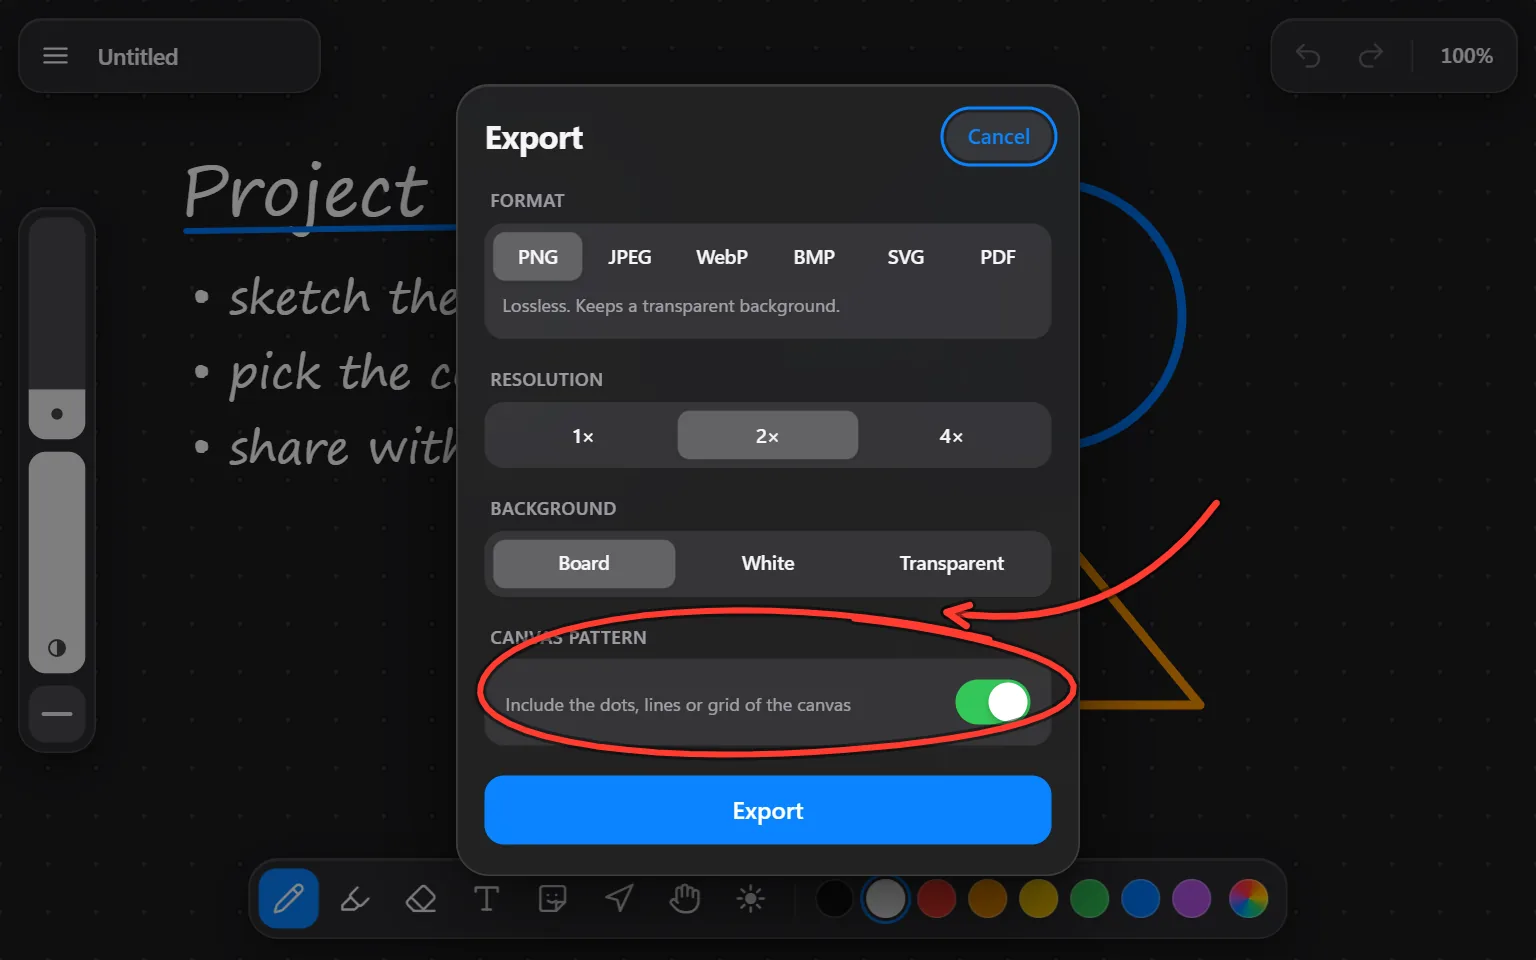 Untitled
100%
Export
Cancel
Project
FORMAT
PNG JPEG WebP BMP SVG PDF
Lossless. Keeps a transparent background.
• sketch the
RESOLUTION
• pick the
1× 2× 4×
• share with
BACKGROUND
Board White Transparent
CANVAS PATTERN
Include the dots, lines or grid of the canvas
Export
T